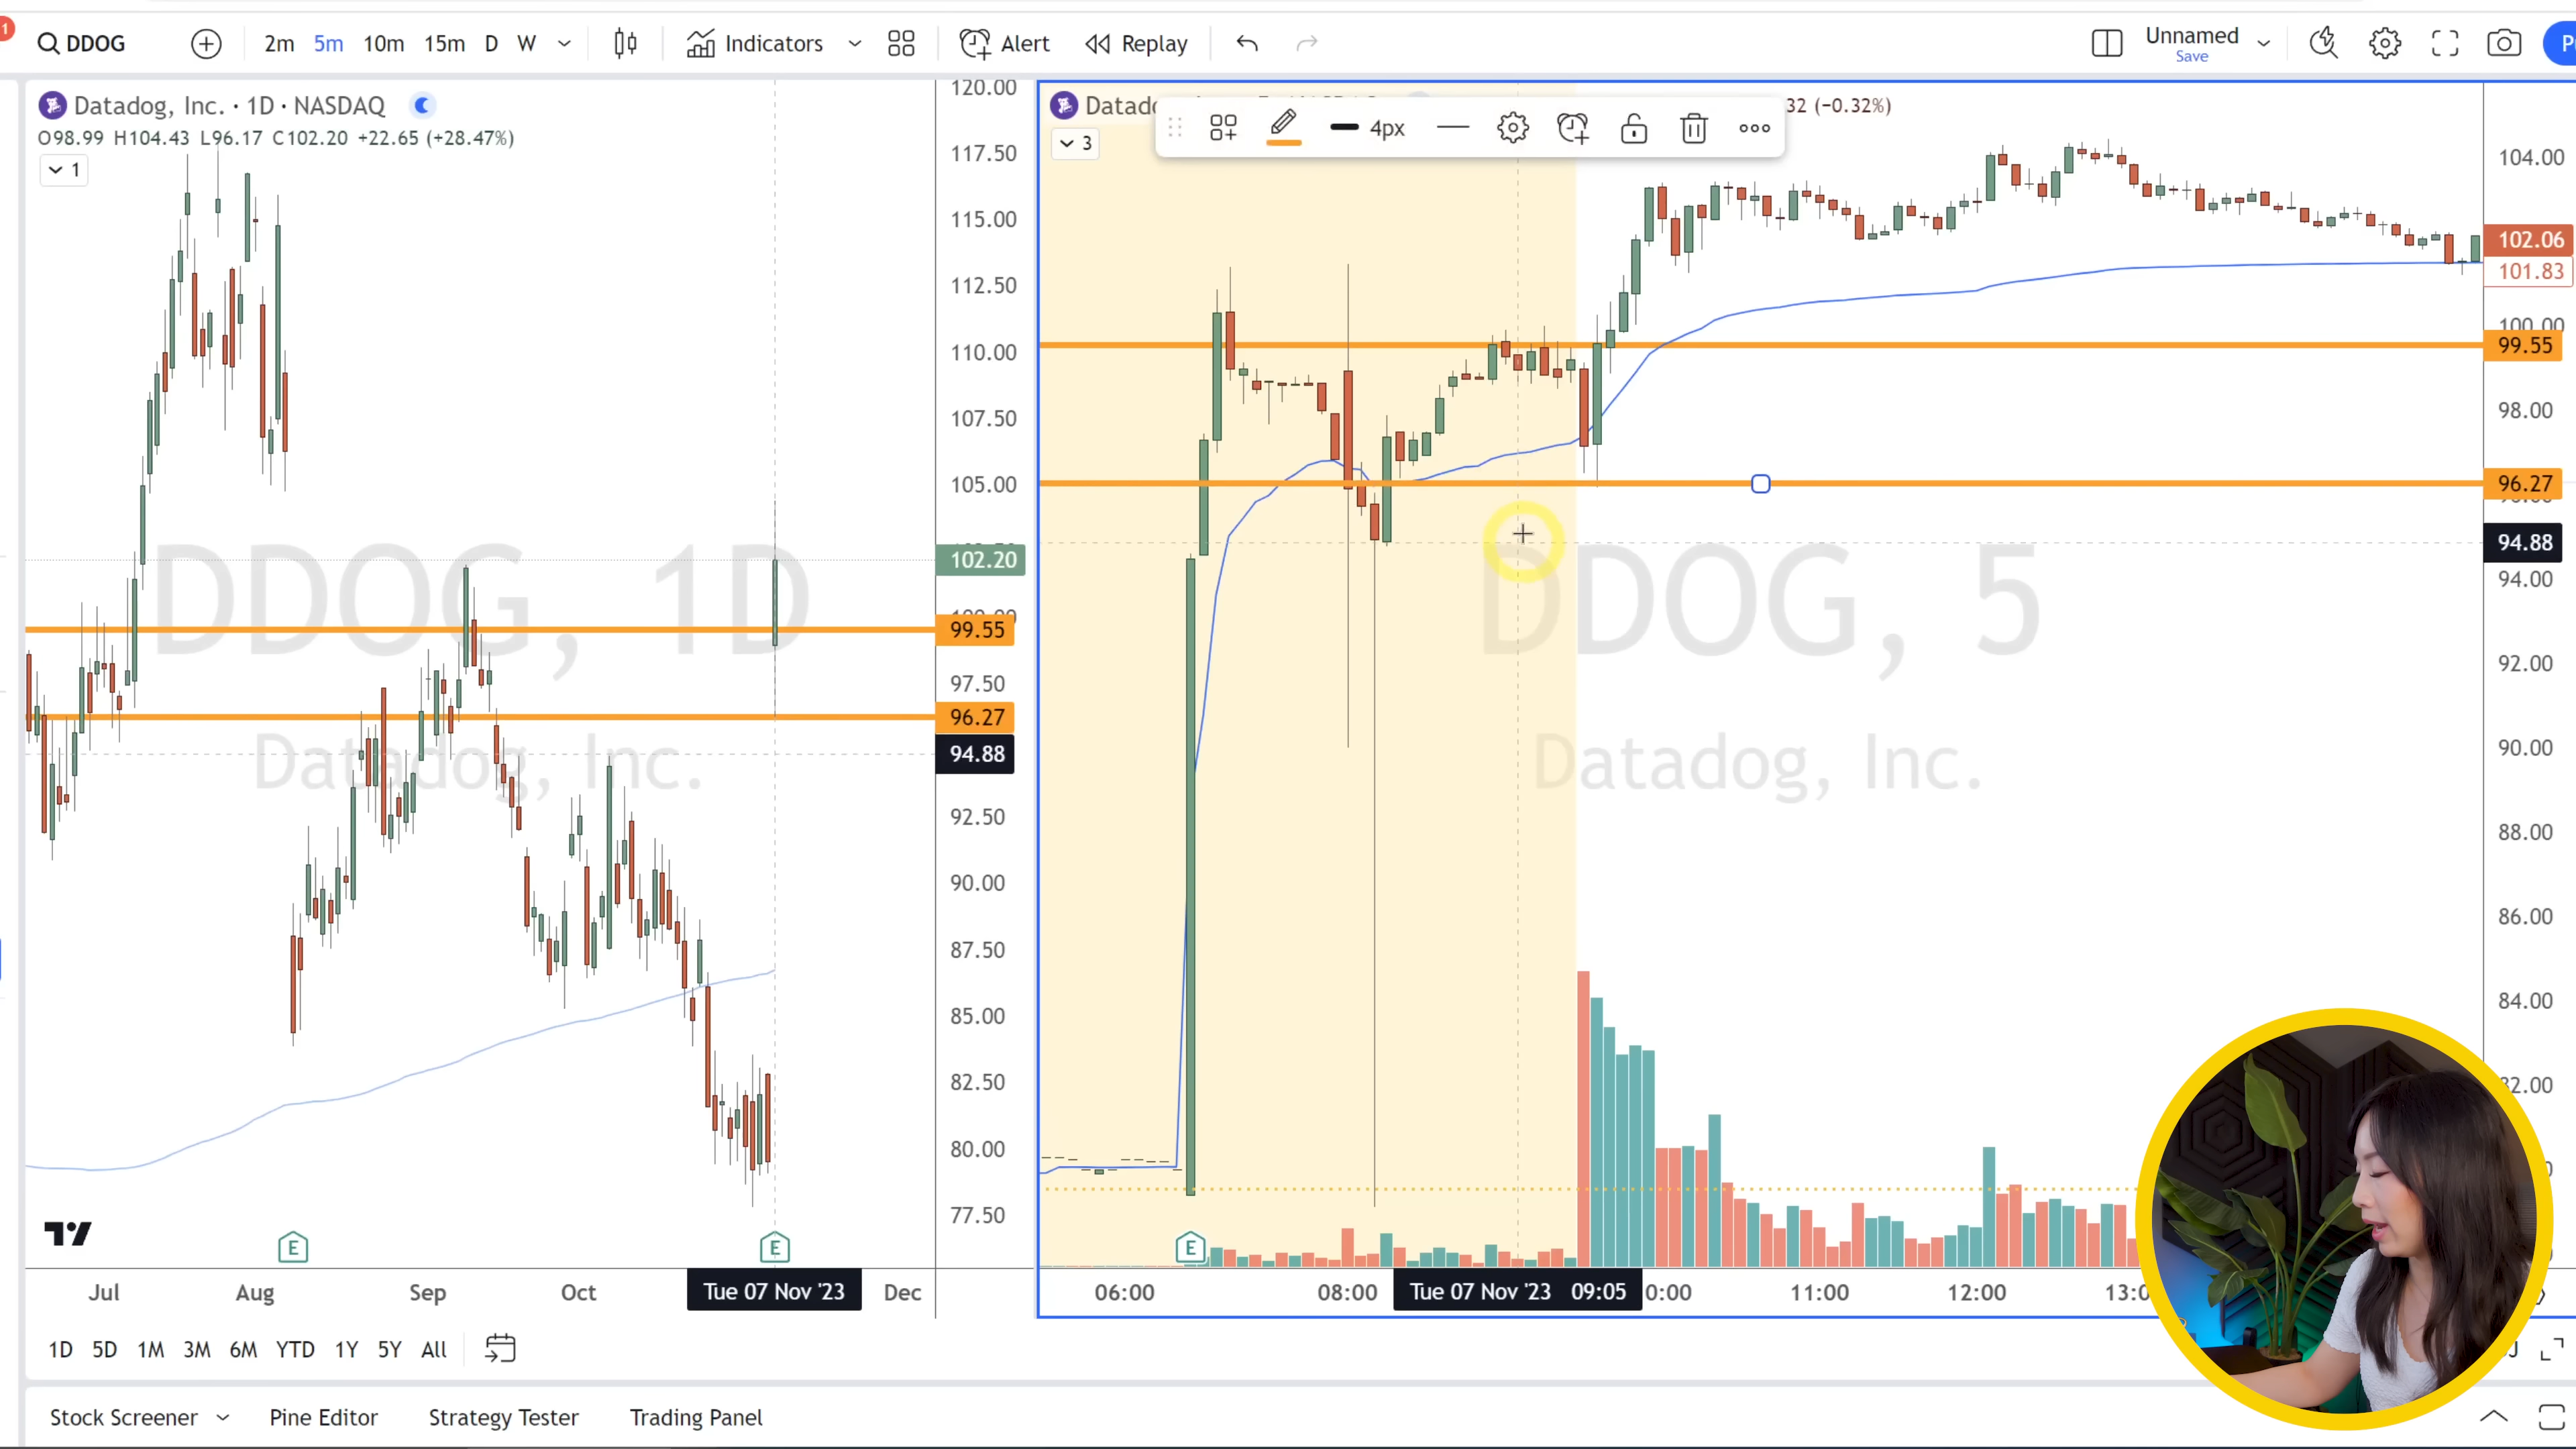 1
DDOG 2m 5m 10m 15m D W Indicators Alert Replay Unnamed
Save
Datadog, Inc. · 1D · NASDAQ
O98.99 H104.43 L96.17 C102.20 +22.65 (+28.47%)
1
120.00
117.50
115.00
112.50
110.00
107.50
105.00
102.20
99.55
97.50
96.27
94.88
92.50
90.00
87.50
85.00
82.50
80.00
77.50
DDOG, 1D
Datadog, Inc.
E E
Jul Aug Sep Oct Tue 07 Nov '23 Dec
4px
32 (−0.32%)
3
104.00
102.06
101.83
100.00
99.55
98.00
96.27
94.88
94.00
92.00
90.00
88.00
86.00
84.00
DDOG, 5
Datadog, Inc.
E
06:00 08:00 Tue 07 Nov '23 09:05 0:00 11:00 12:00
1D 5D 1M 3M 6M YTD 1Y 5Y All
Stock Screener Pine Editor Strategy Tester Trading Panel